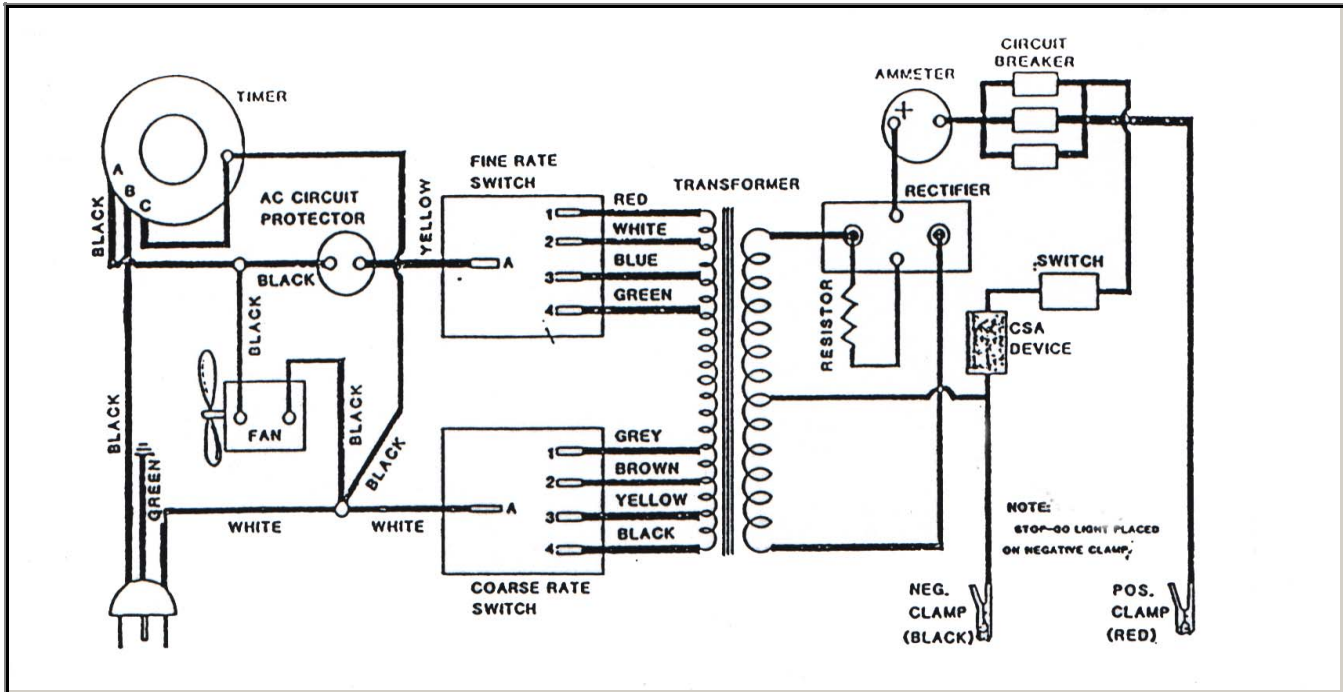 CIRCUIT
BREAKER
AMMETER
+
TIMER
A
B
C
BLACK
AC CIRCUIT
PROTECTOR
YELLOW
FINE RATE
SWITCH
TRANSFORMER
RECTIFIER
1
RED
2
WHITE
3
BLUE
4
GREEN
A
BLACK
BLACK
SWITCH
RESISTOR
CSA
DEVICE
BLACK
FAN
BLACK
BLACK
GREEN
WHITE
WHITE
1
GREY
2
BROWN
3
YELLOW
4
BLACK
A
COARSE RATE
SWITCH
NOTE:
STOP-GO LIGHT PLACED
ON NEGATIVE CLAMP.
NEG.
CLAMP
(BLACK)
POS.
CLAMP
(RED)